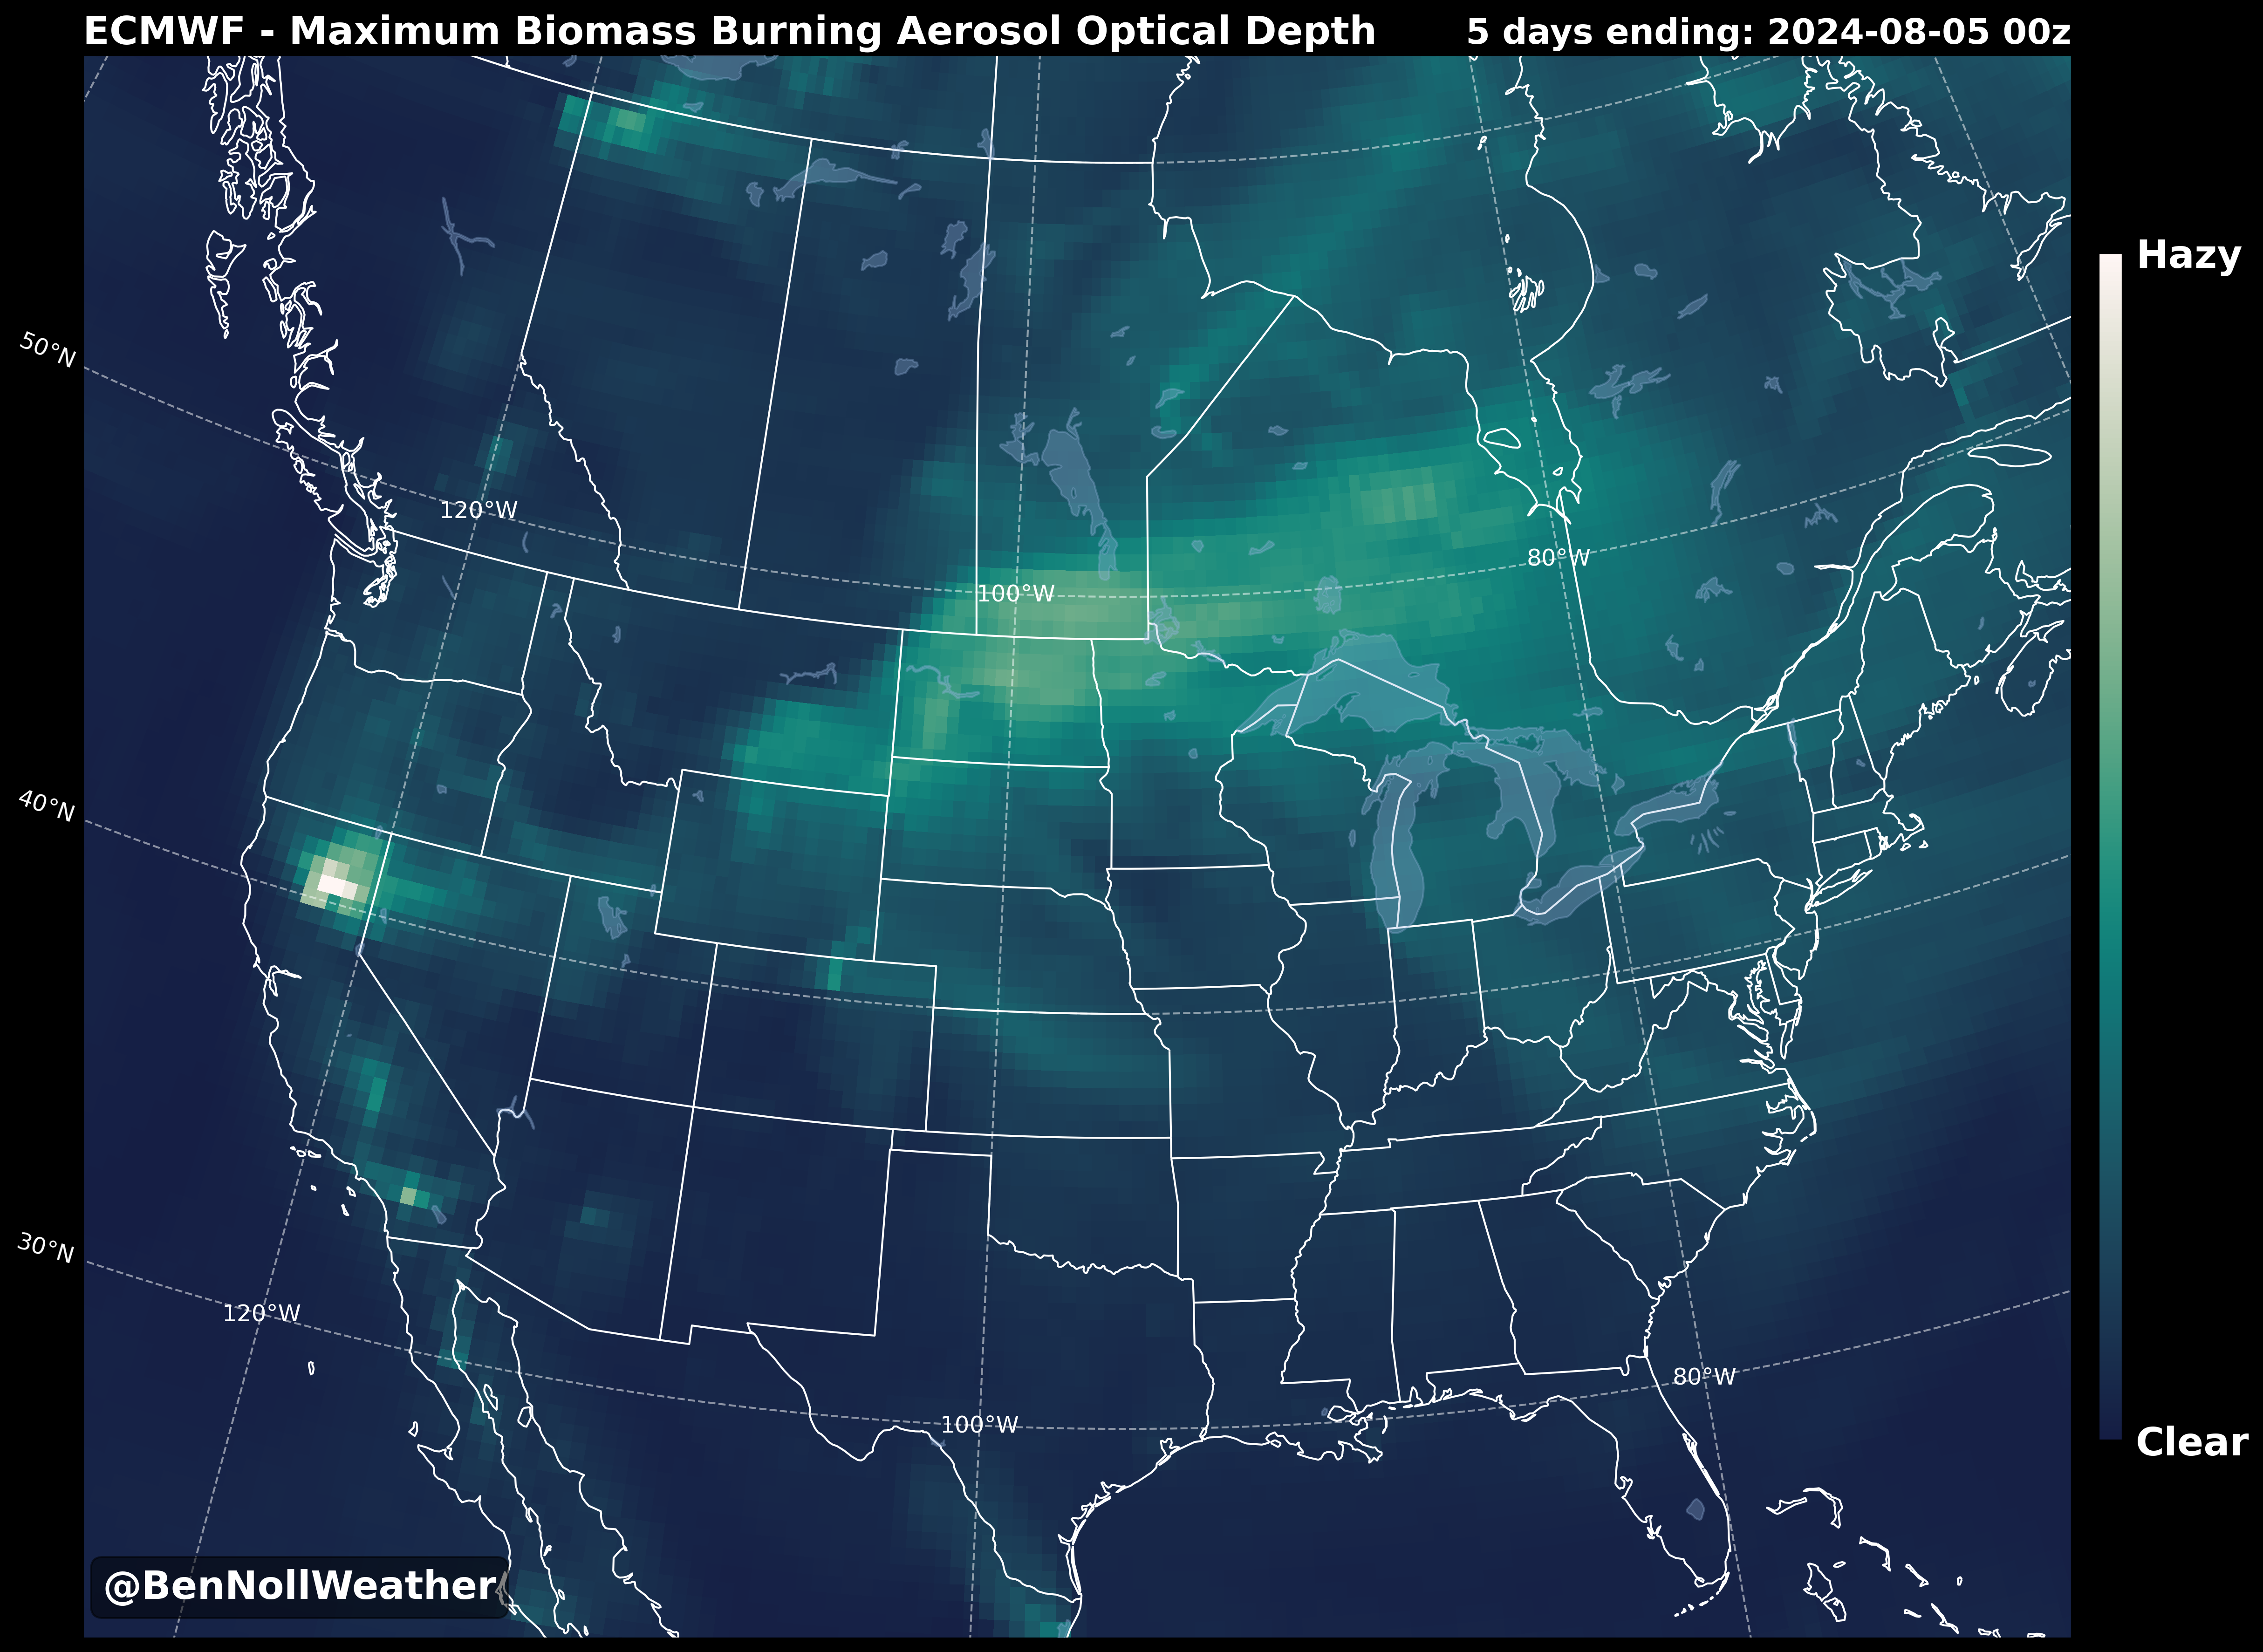 ECMWF - Maximum Biomass Burning Aerosol Optical Depth
5 days ending: 2024-08-05 00z
Hazy
50°N
120°W
80°W
100°W
40°N
30°N
120°W
80°W
100°W
Clear
@BenNollWeather